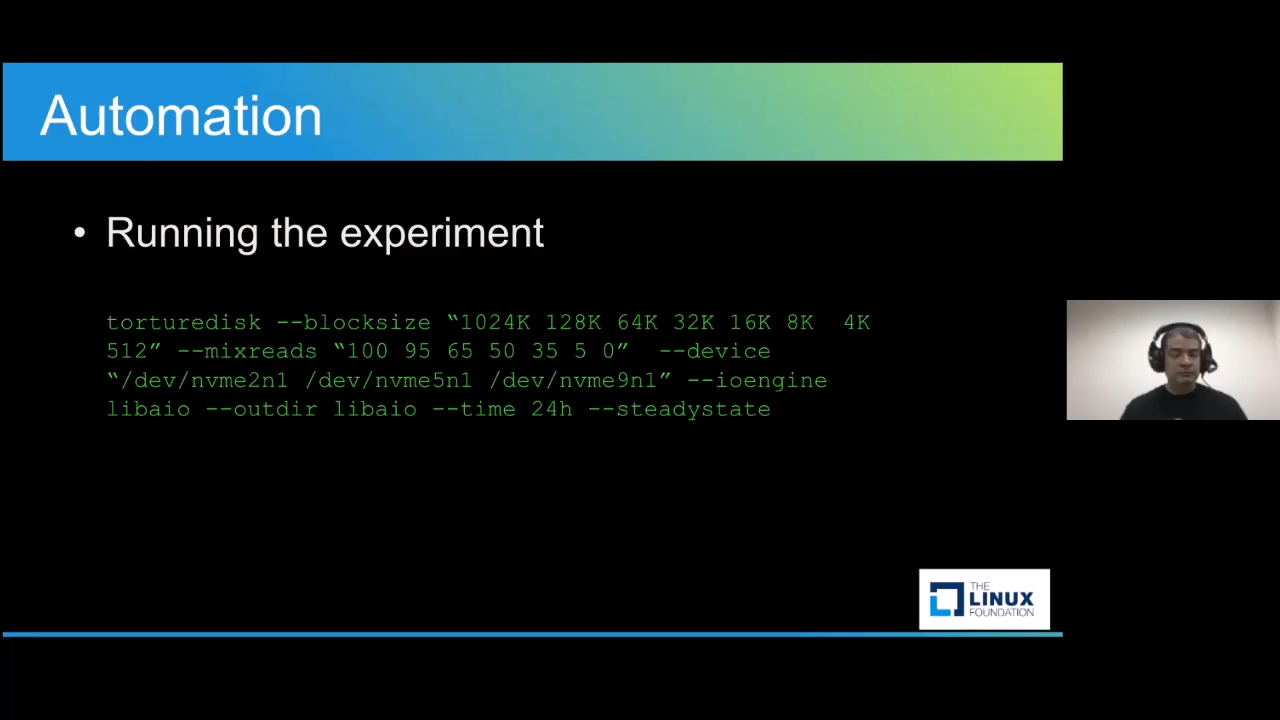 Automation
• Running the experiment
torturedisk --blocksize “1024K 128K 64K 32K 16K 8K  4K
512” --mixreads “100 95 65 50 35 5 0”  --device
“/dev/nvme2n1 /dev/nvme5n1 /dev/nvme9n1” --ioengine
libaio --outdir libaio --time 24h --steadystate
THE
LINUX
FOUNDATION